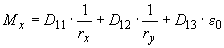 M_x = D_11 · 1/r_x + D_12 · 1/r_y + D_13 · ε_0